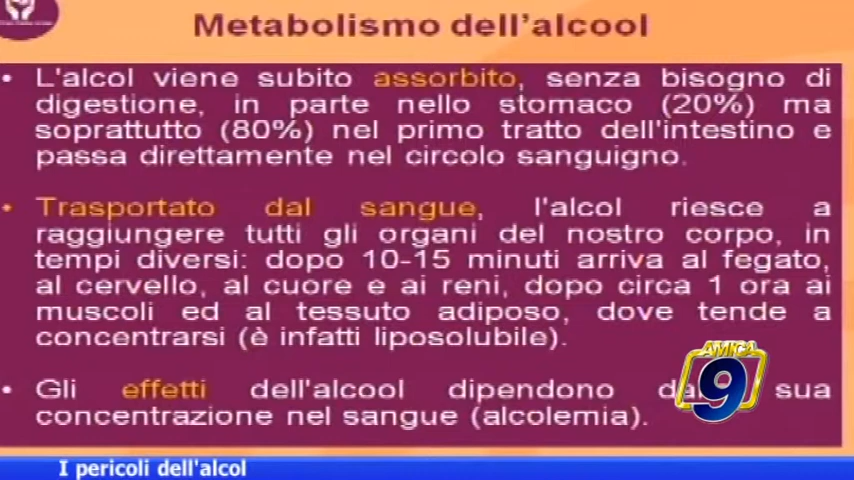 Metabolismo dell'alcool
• L'alcol viene subito assorbito, senza bisogno di
digestione, in parte nello stomaco (20%) ma
soprattutto (80%) nel primo tratto dell'intestino e
passa direttamente nel circolo sanguigno.
• Trasportato dal sangue, l'alcol riesce a
raggiungere tutti gli organi del nostro corpo, in
tempi diversi: dopo 10-15 minuti arriva al fegato,
al cervello, al cuore e ai reni, dopo circa 1 ora ai
muscoli ed al tessuto adiposo, dove tende a
concentrarsi (è infatti liposolubile).
• Gli effetti dell'alcool dipendono sua
concentrazione nel sangue (alcolemia).
AMICA
9
I pericoli dell'alcol